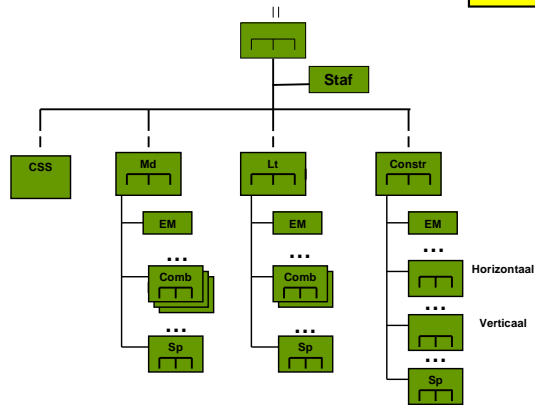 Staf
CSS
Md
Lt
Constr
EM
EM
EM
...
...
...
Comb
Comb
Horizontaal
...
...
...
Verticaal
Sp
Sp
...
Sp